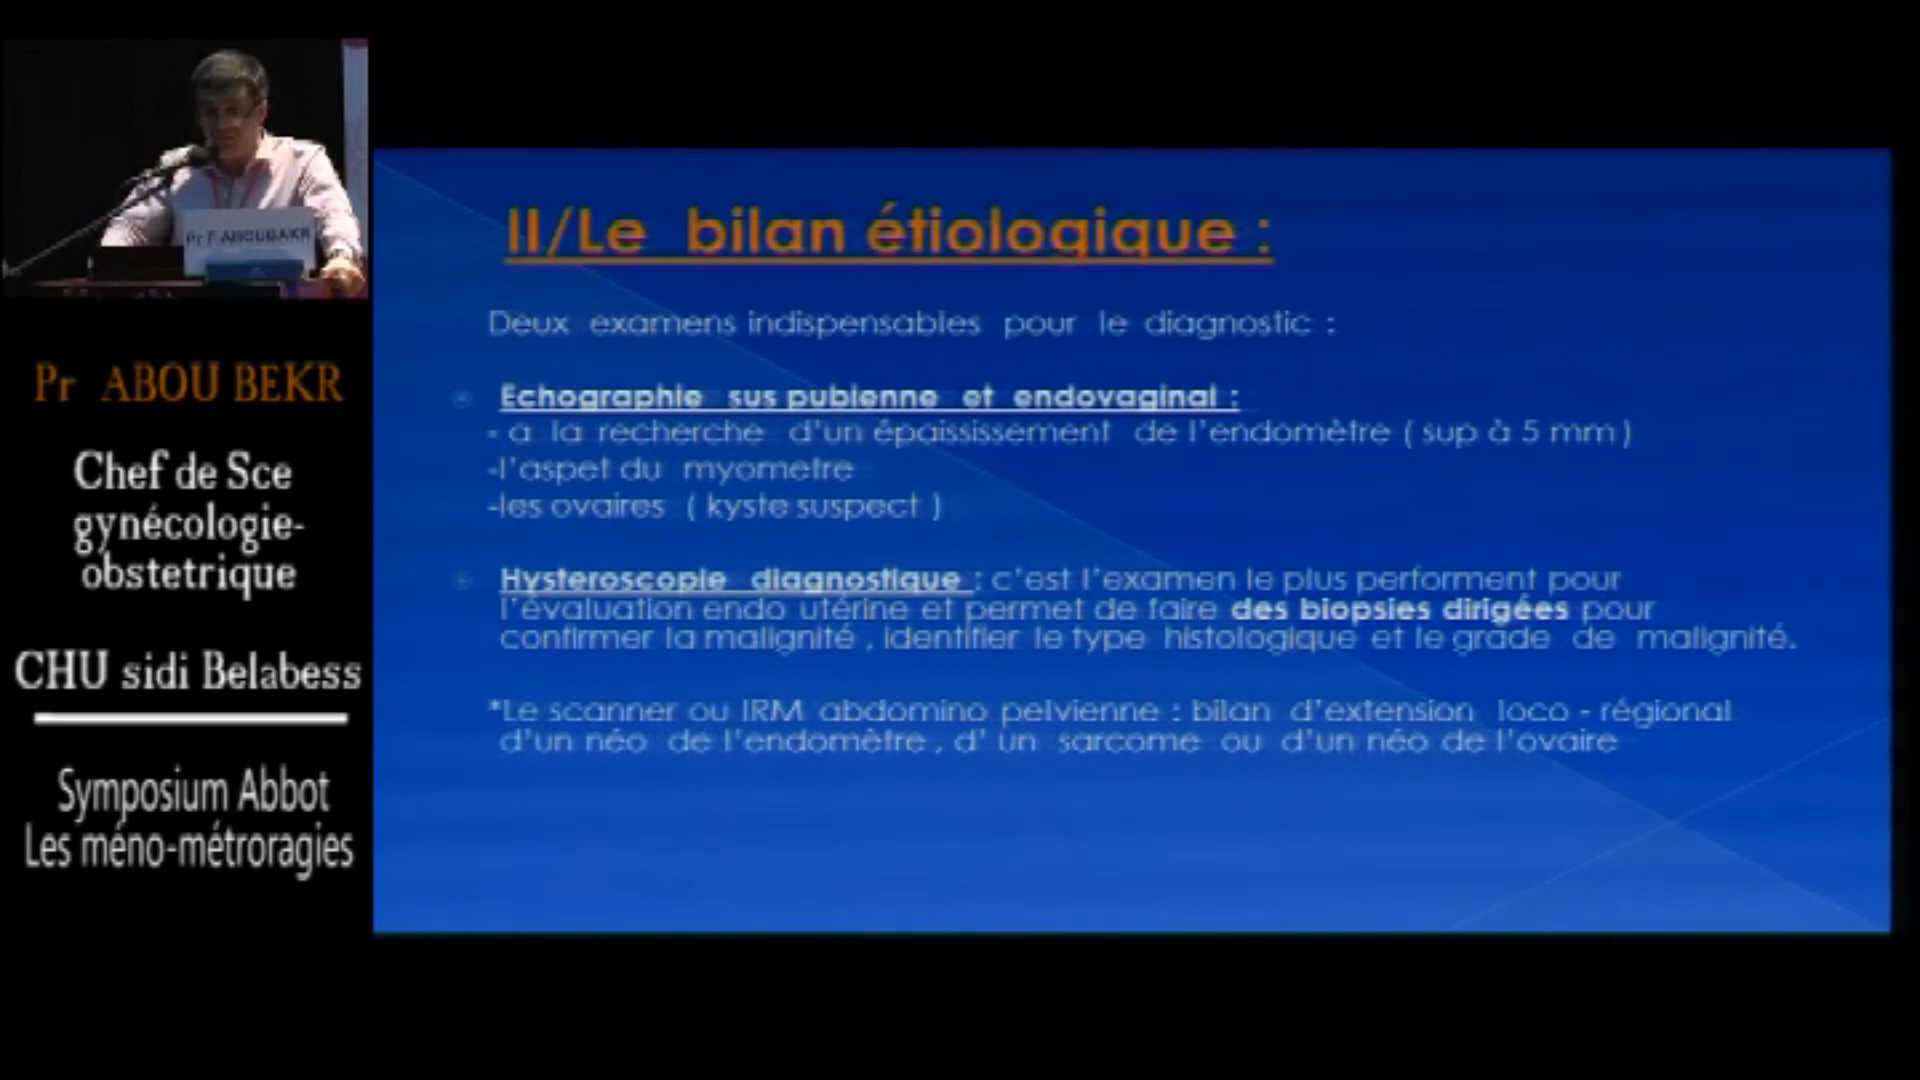 Pr F ABOUBAKR
Pr ABOU BEKR
Chef de Sce
gynécologie-
obstetrique
CHU sidi Belabess
Symposium Abbot
Les méno-métroragies
II/Le bilan étiologique :
Deux examens indispensables pour le diagnostic :
Echographie sus pubienne et endovaginal :
- a la recherche d'un épaississement de l'endomètre ( sup à 5 mm )
-l'aspet du myometre
-les ovaires ( kyste suspect )
Hysteroscopie diagnostique : c'est l'examen le plus performent pour
l'évaluation endo utérine et permet de faire des biopsies dirigées pour
confirmer la malignité , identifier le type histologique et le grade de malignité.
*Le scanner ou IRM abdomino pelvienne : bilan d'extension loco - régional
d'un néo de l'endomètre , d' un sarcome ou d'un néo de l'ovaire